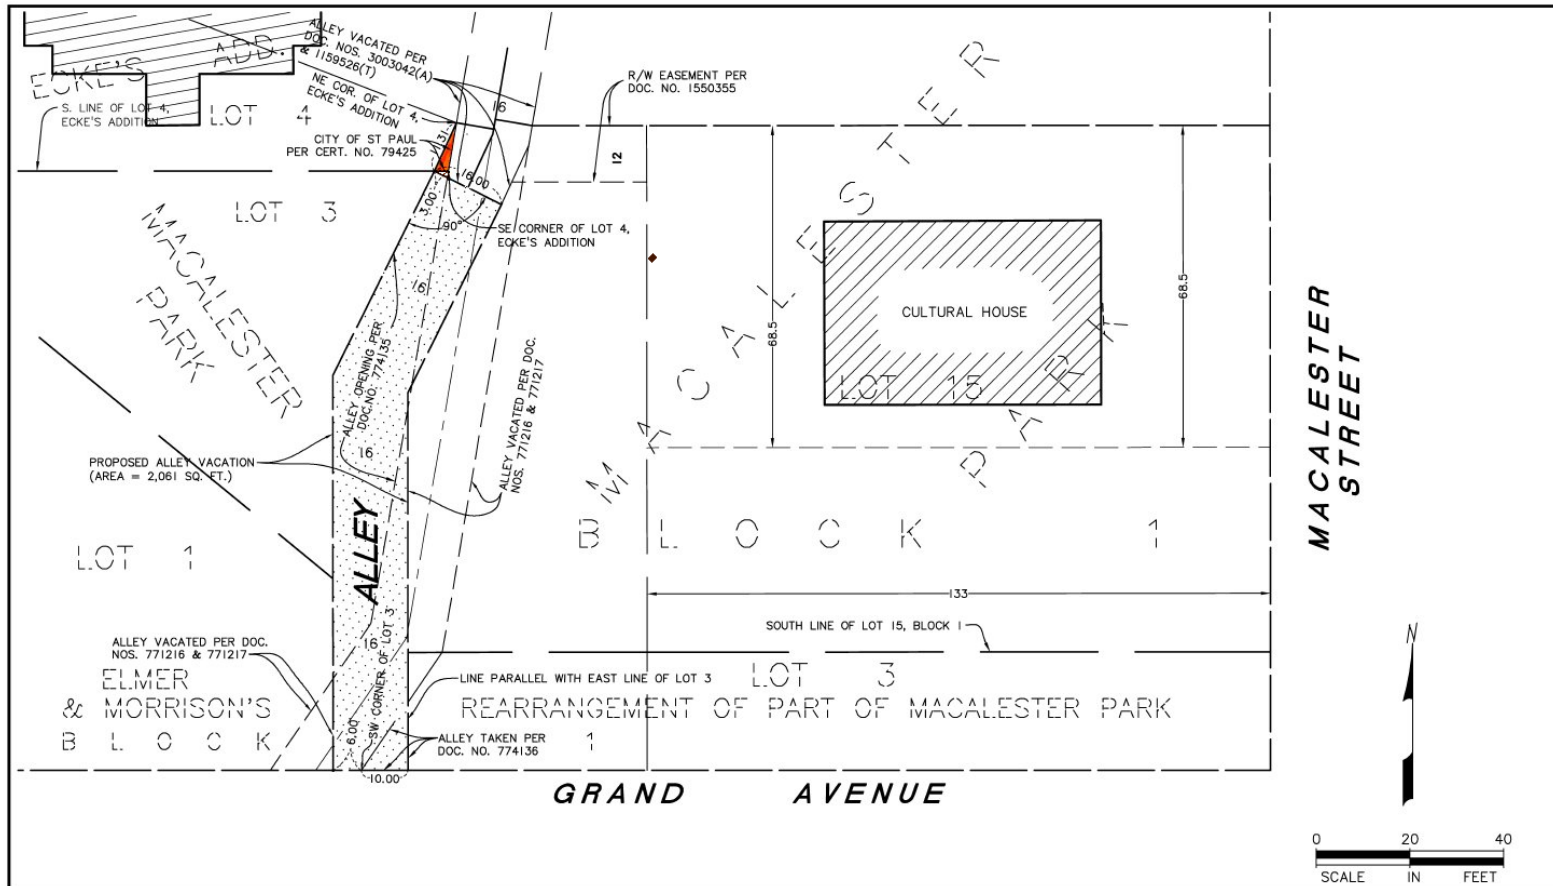 ALLEY VACATED PER
DOC. NOS. 3003042(A)
& 1159526(T)
ECKE'S ADD.
NE COR. OF LOT 4,
ECKE'S ADDITION
R/W EASEMENT PER
DOC. NO. 1550355
S. LINE OF LOT 4,
ECKE'S ADDITION
LOT 4
CITY OF ST PAUL
PER CERT. NO. 79425
16
12
16.00
3.00
90°
LOT 3
SE CORNER OF LOT 4,
ECKE'S ADDITION
MACALESTER
PARK
16
MACALESTER
PARK
CULTURAL HOUSE
LOT 15
68.5
68.5
MACALESTER
STREET
ALLEY OPENING PER
DOC.NO. 774135
ALLEY VACATED PER DOC.
NOS. 771216 & 771217
16
PROPOSED ALLEY VACATION
(AREA = 2,061 SQ. FT.)
ALLEY
BLOCK 1
LOT 1
133
SOUTH LINE OF LOT 15, BLOCK 1
ALLEY VACATED PER DOC.
NOS. 771216 & 771217
16
SW CORNER OF LOT 3
LINE PARALLEL WITH EAST LINE OF LOT 3
LOT 3
ELMER
& MORRISON'S REARRANGEMENT OF PART OF MACALESTER PARK
BLOCK 1
6.00
ALLEY TAKEN PER
DOC. NO. 774136
10.00
GRAND AVENUE
N
0 20 40
SCALE IN FEET